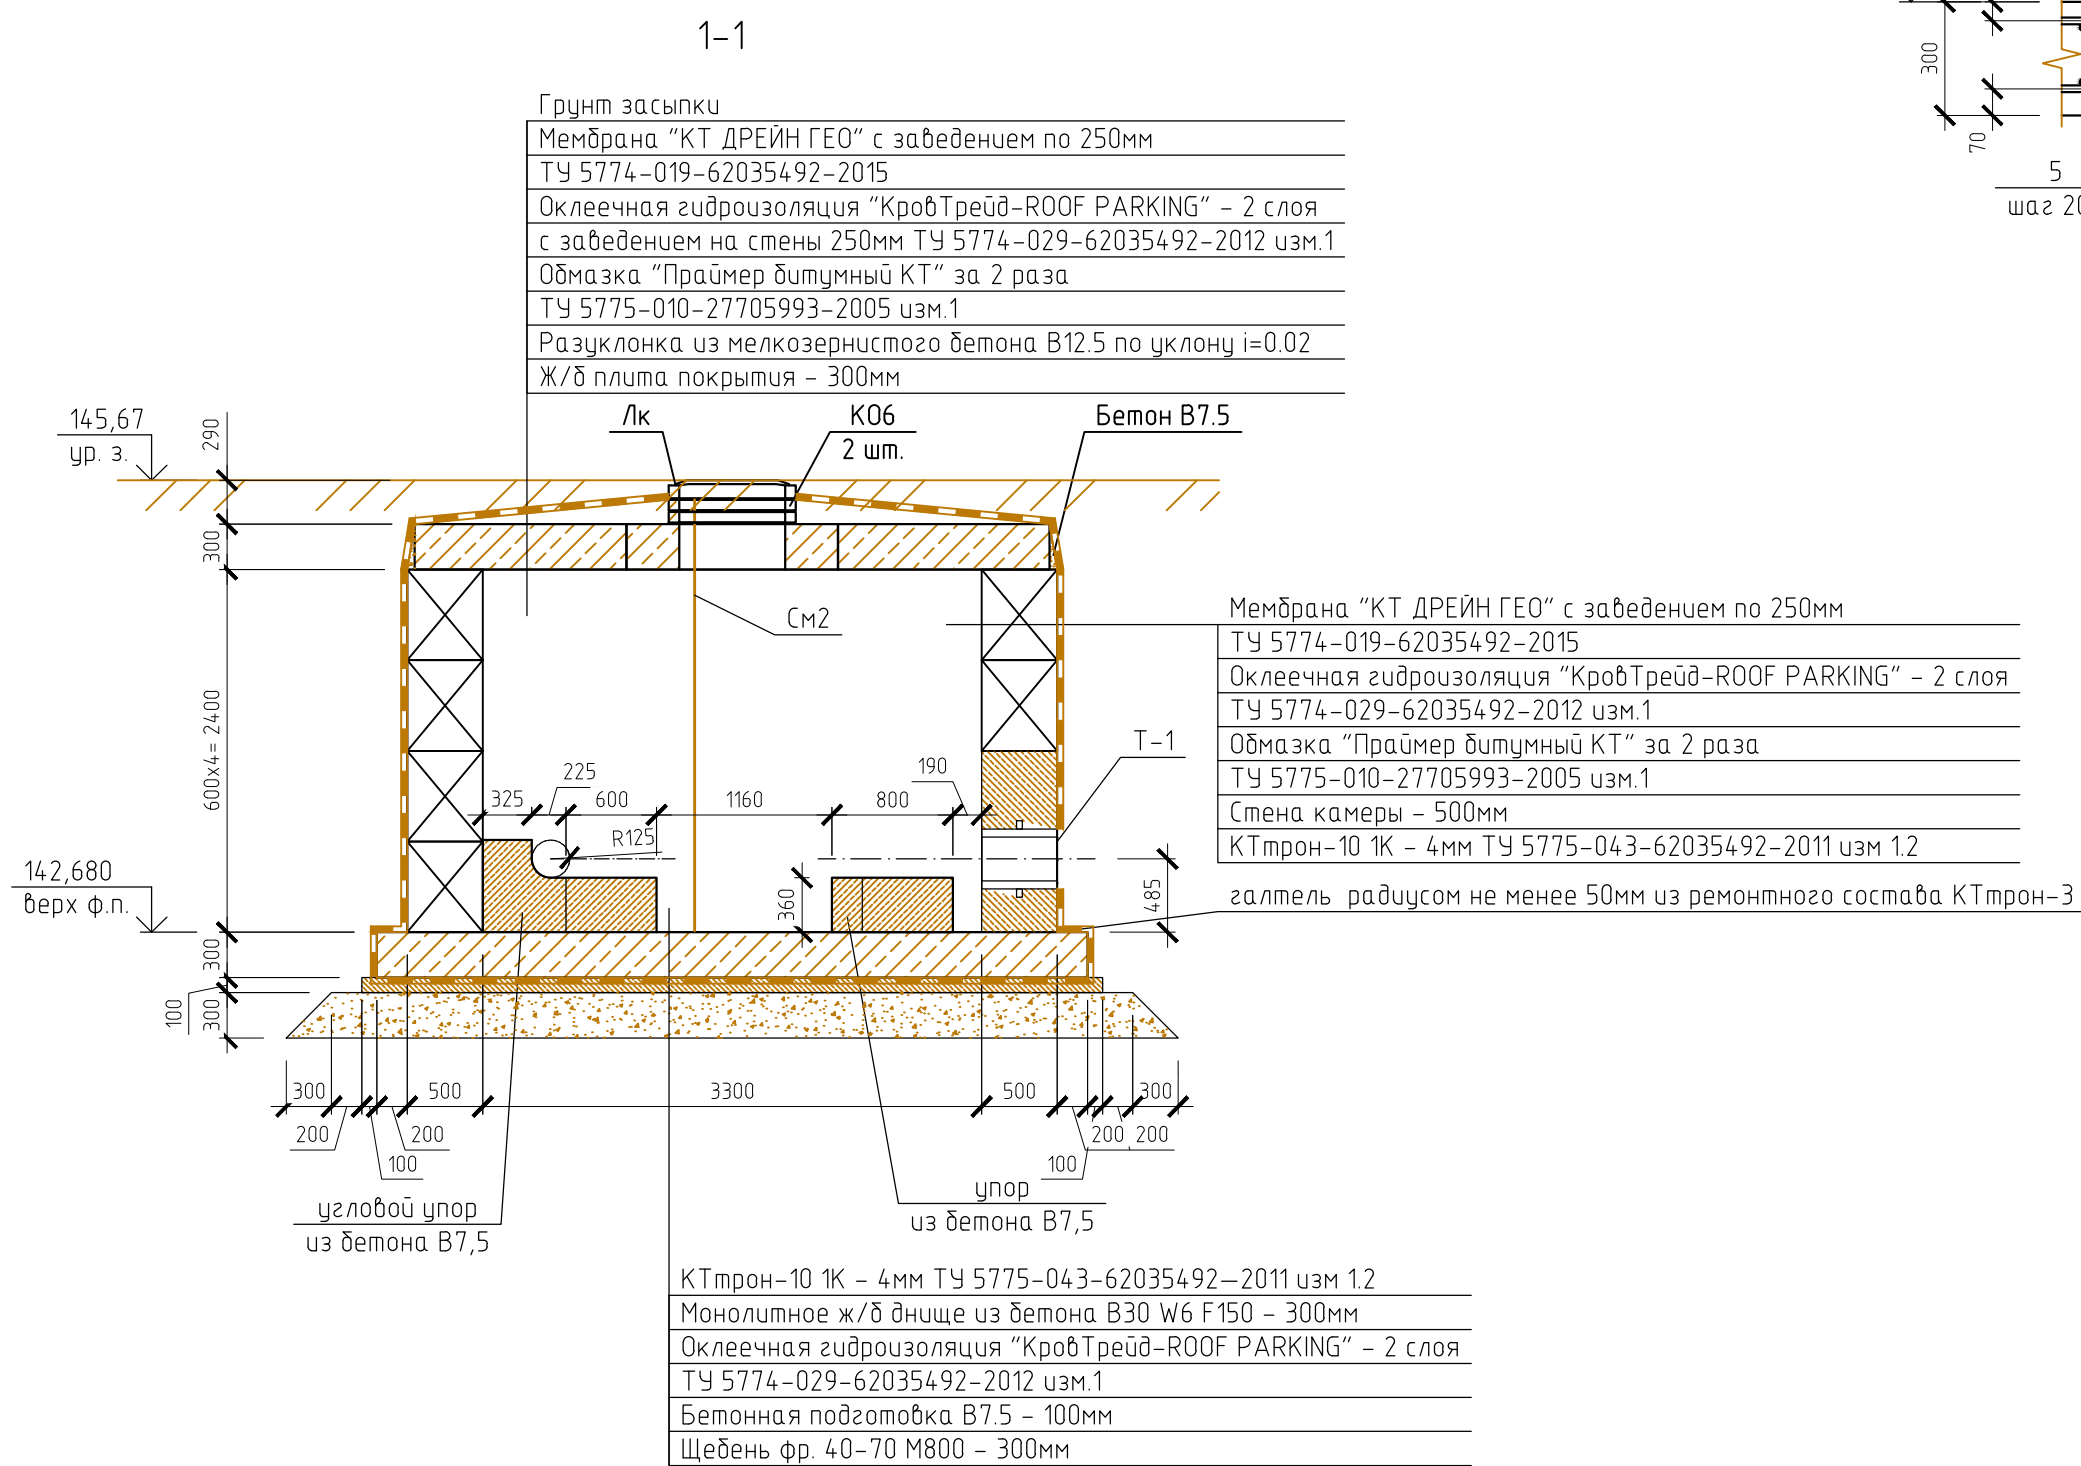 1-1
300
70
5
шаг 20
Грунт засыпки
Мембрана "КТ ДРЕЙН ГЕО" с заведением по 250мм
ТУ 5774-019-62035492-2015
Оклеечная гидроизоляция "КровТрейд-ROOF PARKING" - 2 слоя
с заведением на стены 250мм ТУ 5774-029-62035492-2012 изм.1
Обмазка "Праймер битумный КТ" за 2 раза
ТУ 5775-010-27705993-2005 изм.1
Разуклонка из мелкозернистого бетона В12.5 по уклону i=0.02
Ж/б плита покрытия - 300мм
145,67
ур. з.
290
Лк
КО6
2 шт.
Бетон В7.5
300
См2
600х4= 2400
Мембрана "КТ ДРЕЙН ГЕО" с заведением по 250мм
ТУ 5774-019-62035492-2015
Оклеечная гидроизоляция "КровТрейд-ROOF PARKING" - 2 слоя
ТУ 5774-029-62035492-2012 изм.1
Обмазка "Праймер битумный КТ" за 2 раза
ТУ 5775-010-27705993-2005 изм.1
Стена камеры - 500мм
КТтрон-10 1К - 4мм ТУ 5775-043-62035492-2011 изм 1.2
галтель радиусом не менее 50мм из ремонтного состава КТтрон-3
Т-1
325
225
600
1160
800
190
R125
360
485
142,680
верх ф.п.
300
100
300
300
500
3300
500
300
200
200
200
200
100
100
угловой упор
из бетона В7,5
упор
из бетона В7,5
КТтрон-10 1К - 4мм ТУ 5775-043-62035492—2011 изм 1.2
Монолитное ж/б днище из бетона В30 W6 F150 - 300мм
Оклеечная гидроизоляция "КровТрейд-ROOF PARKING" - 2 слоя
ТУ 5774-029-62035492-2012 изм.1
Бетонная подготовка В7.5 - 100мм
Щебень фр. 40-70 М800 - 300мм